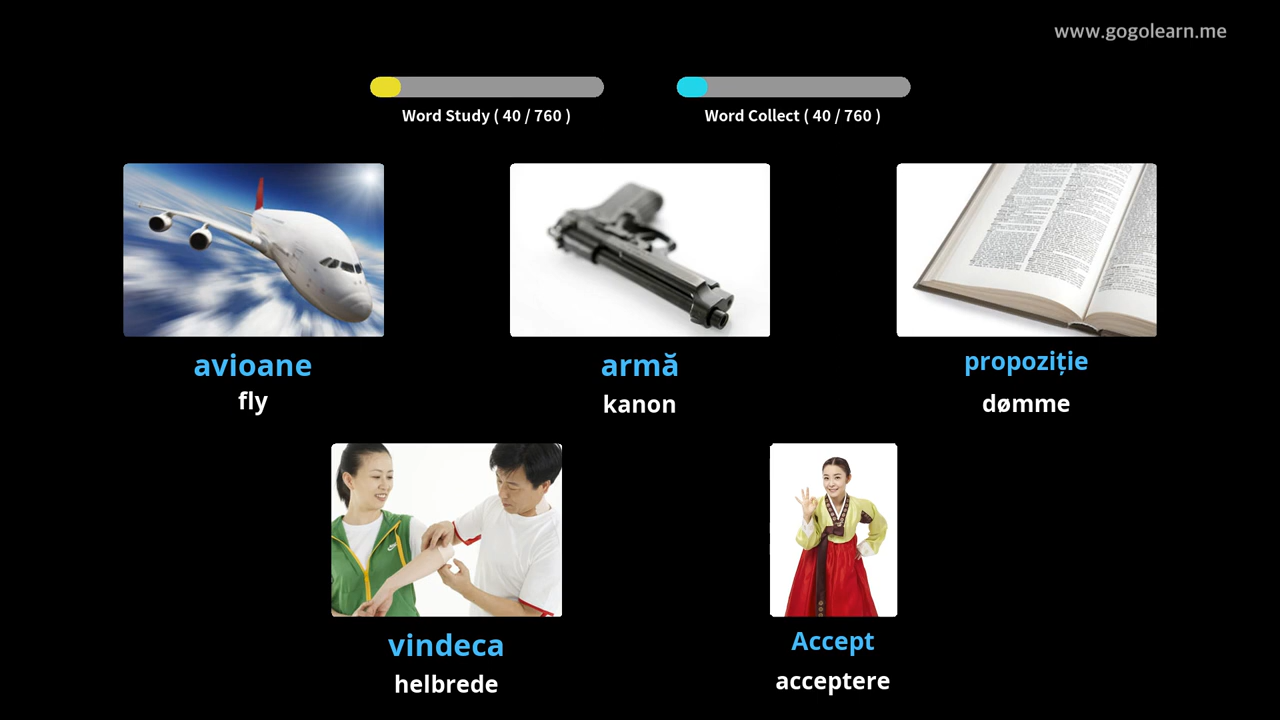 www.gogolearn.me
Word Study ( 40 / 760 )
Word Collect ( 40 / 760 )
avioane
fly
armă
kanon
propoziție
dømme
vindeca
helbrede
Accept
acceptere